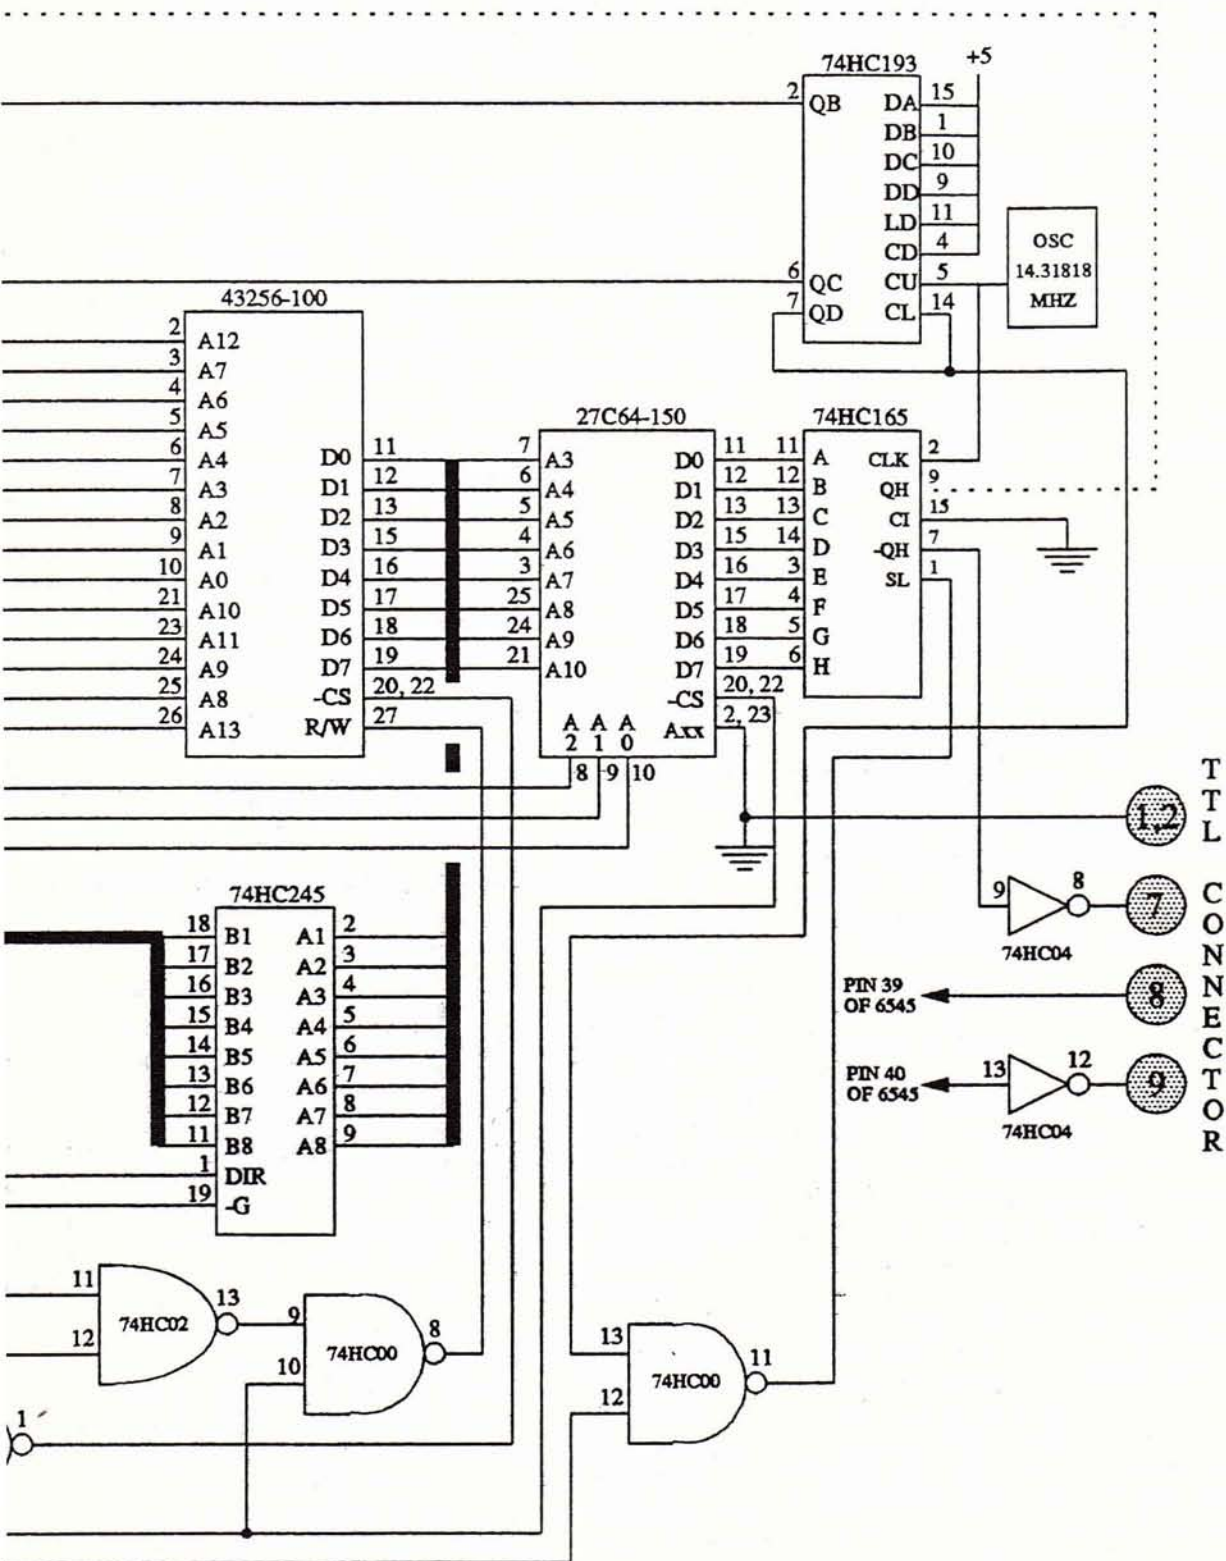 74HC193
+5
2 QB DA 15
DB 1
DC 10
DD 9
LD 11
CD 4
6 QC CU 5
7 QD CL 14
OSC
14.31818
MHZ
43256-100
2 A12
3 A7
4 A6
5 A5
6 A4 D0 11
7 A3 D1 12
8 A2 D2 13
9 A1 D3 15
10 A0 D4 16
21 A10 D5 17
23 A11 D6 18
24 A9 D7 19
25 A8 -CS 20, 22
26 A13 R/W 27
27C64-150
7 A3 D0 11
6 A4 D1 12
5 A5 D2 13
4 A6 D3 15
3 A7 D4 16
25 A8 D5 17
24 A9 D6 18
21 A10 D7 19
-CS 20, 22
Axx 2, 23
A A A
2 1 0
8 9 10
74HC165
11 A CLK 2
12 B QH 9
13 C CI 15
14 D -QH 7
3 E SL 1
4 F
5 G
6 H
TTL CONNECTOR
1,2
9 8 7
74HC04
PIN 39
OF 6545
8
PIN 40
OF 6545
13 12 9
74HC04
74HC245
18 B1 A1 2
17 B2 A2 3
16 B3 A3 4
15 B4 A4 5
14 B5 A5 6
13 B6 A6 7
12 B7 A7 8
11 B8 A8 9
1 DIR
19 -G
11
12
74HC02
13
9
10
74HC00
8
13
12
74HC00
11
1